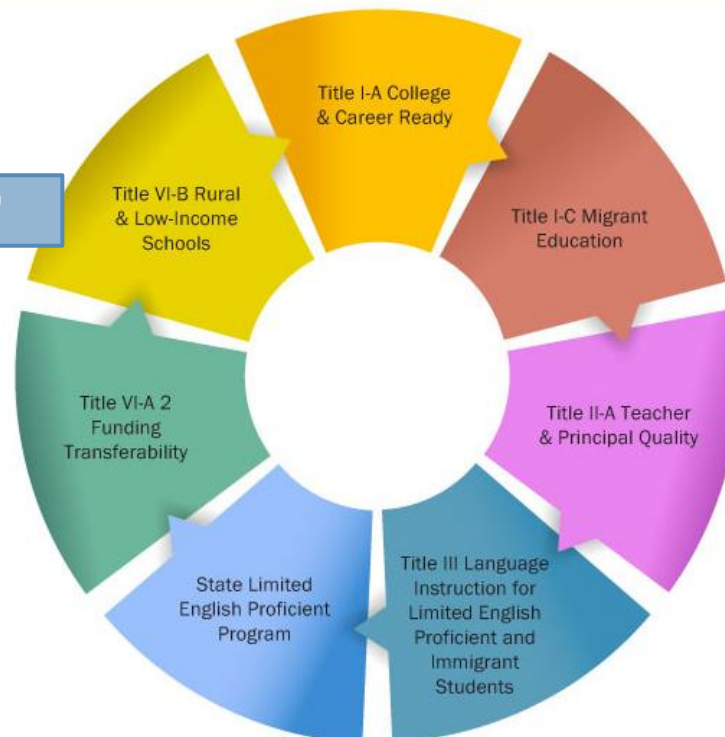 Title I-A College
& Career Ready
Title I-C Migrant
Education
Title II-A Teacher
& Principal Quality
Title III Language
Instruction for
Limited English
Proficient and
Immigrant
Students
State Limited
English Proficient
Program
Title VI-A 2
Funding
Transferability
Title VI-B Rural
& Low-Income
Schools